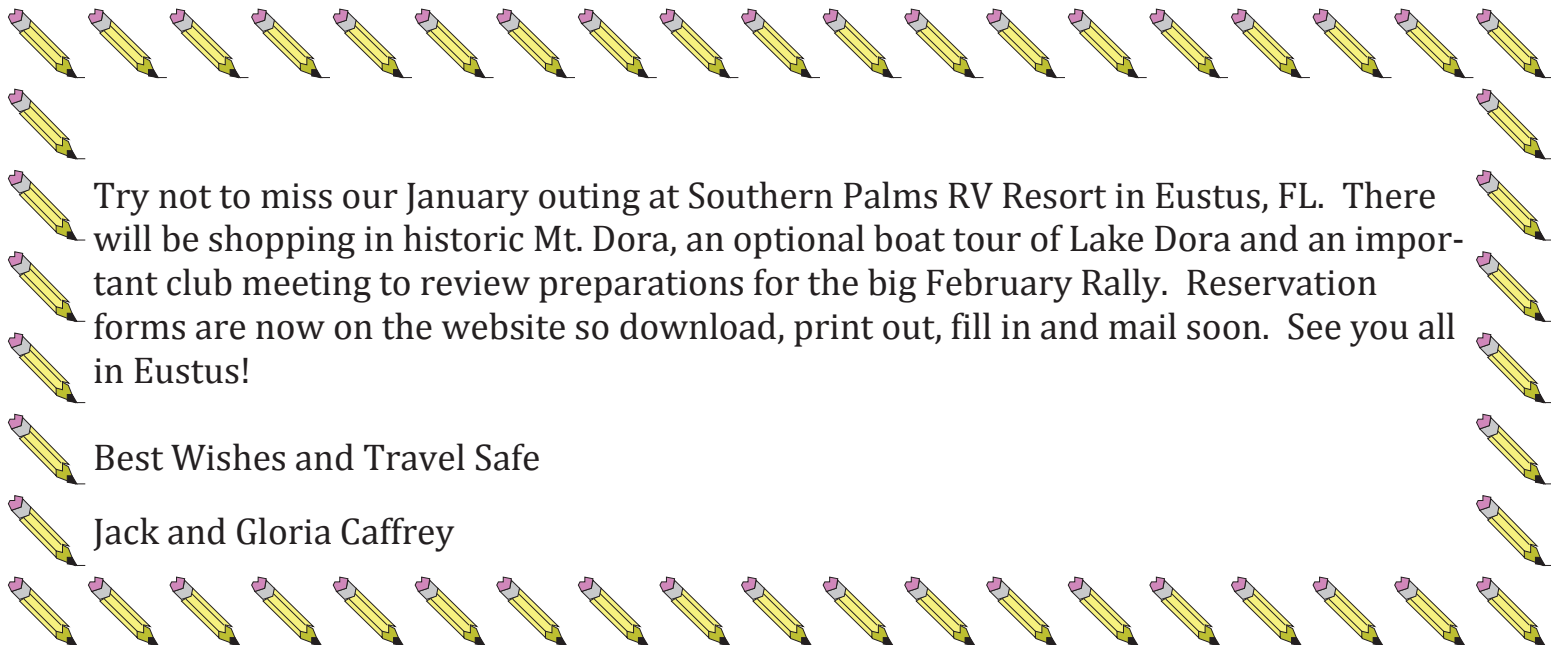 Try not to miss our January outing at Southern Palms RV Resort in Eustus, FL.  There
will be shopping in historic Mt. Dora, an optional boat tour of Lake Dora and an impor-
tant club meeting to review preparations for the big February Rally.  Reservation
forms are now on the website so download, print out, fill in and mail soon.  See you all
in Eustus!
Best Wishes and Travel Safe
Jack and Gloria Caffrey